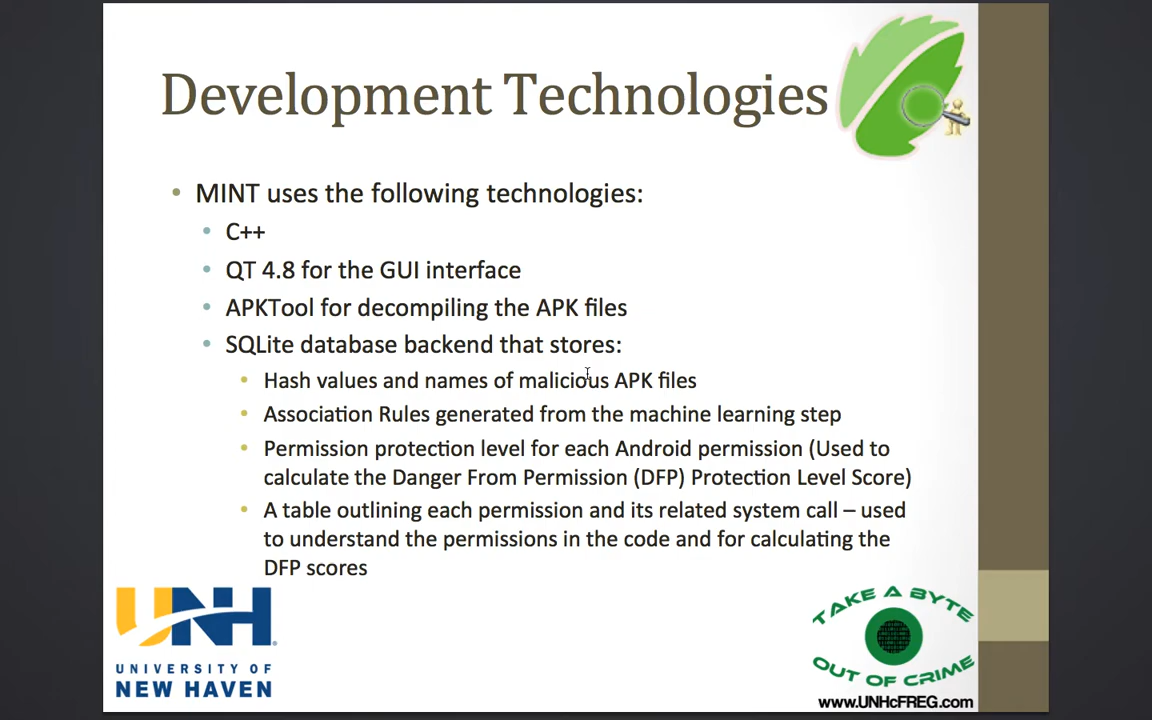 Development Technologies
• MINT uses the following technologies:
• C++
• QT 4.8 for the GUI interface
• APKTool for decompiling the APK files
• SQLite database backend that stores:
• Hash values and names of malicious APK files
• Association Rules generated from the machine learning step
• Permission protection level for each Android permission (Used to
calculate the Danger From Permission (DFP) Protection Level Score)
• A table outlining each permission and its related system call – used
to understand the permissions in the code and for calculating the
DFP scores
UNH
UNIVERSITY OF
NEW HAVEN
TAKE A BYTE
OUT OF CRIME
www.UNHcFREG.com